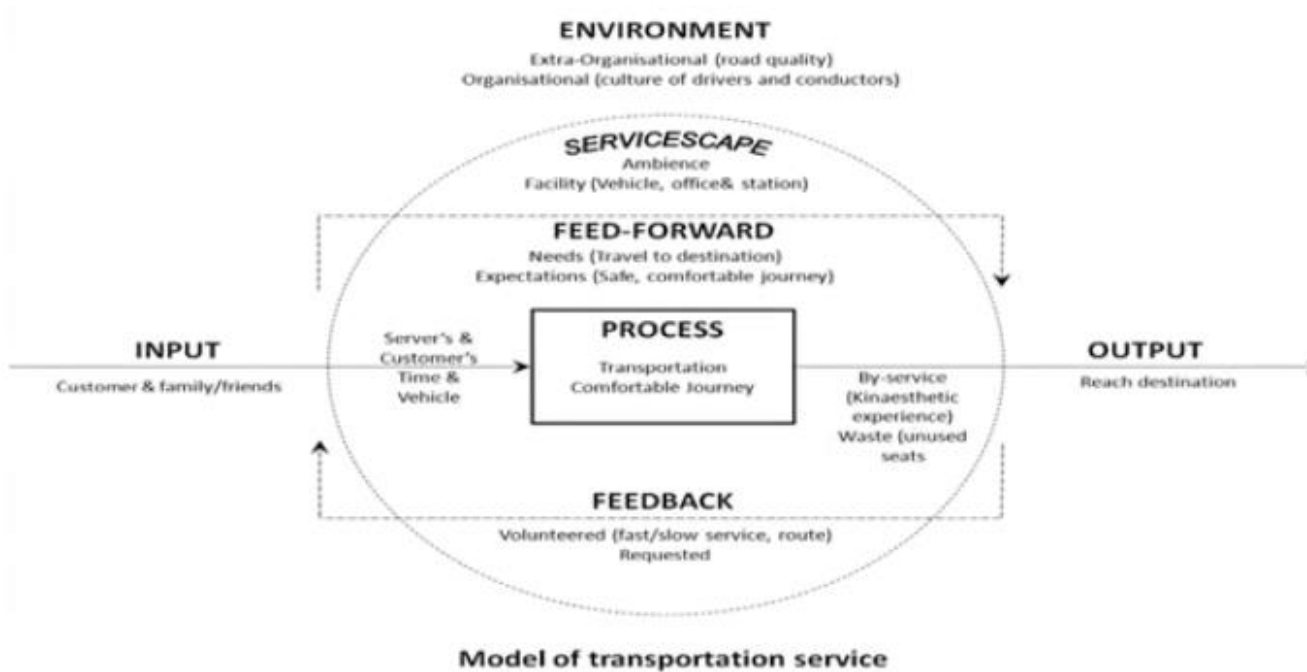 ENVIRONMENT
Extra-Organisational (road quality)
Organisational (culture of drivers and conductors)
SERVICESCAPE
Ambience
Facility (Vehicle, office& station)
FEED-FORWARD
Needs (Travel to destination)
Expectations (Safe, comfortable journey)
INPUT
Customer & family/friends
Server's &
Customer's
Time &
Vehicle
PROCESS
Transportation
Comfortable Journey
By-service
(Kinaesthetic
experience)
Waste (unused
seats
OUTPUT
Reach destination
FEEDBACK
Volunteered (fast/slow service, route)
Requested
Model of transportation service